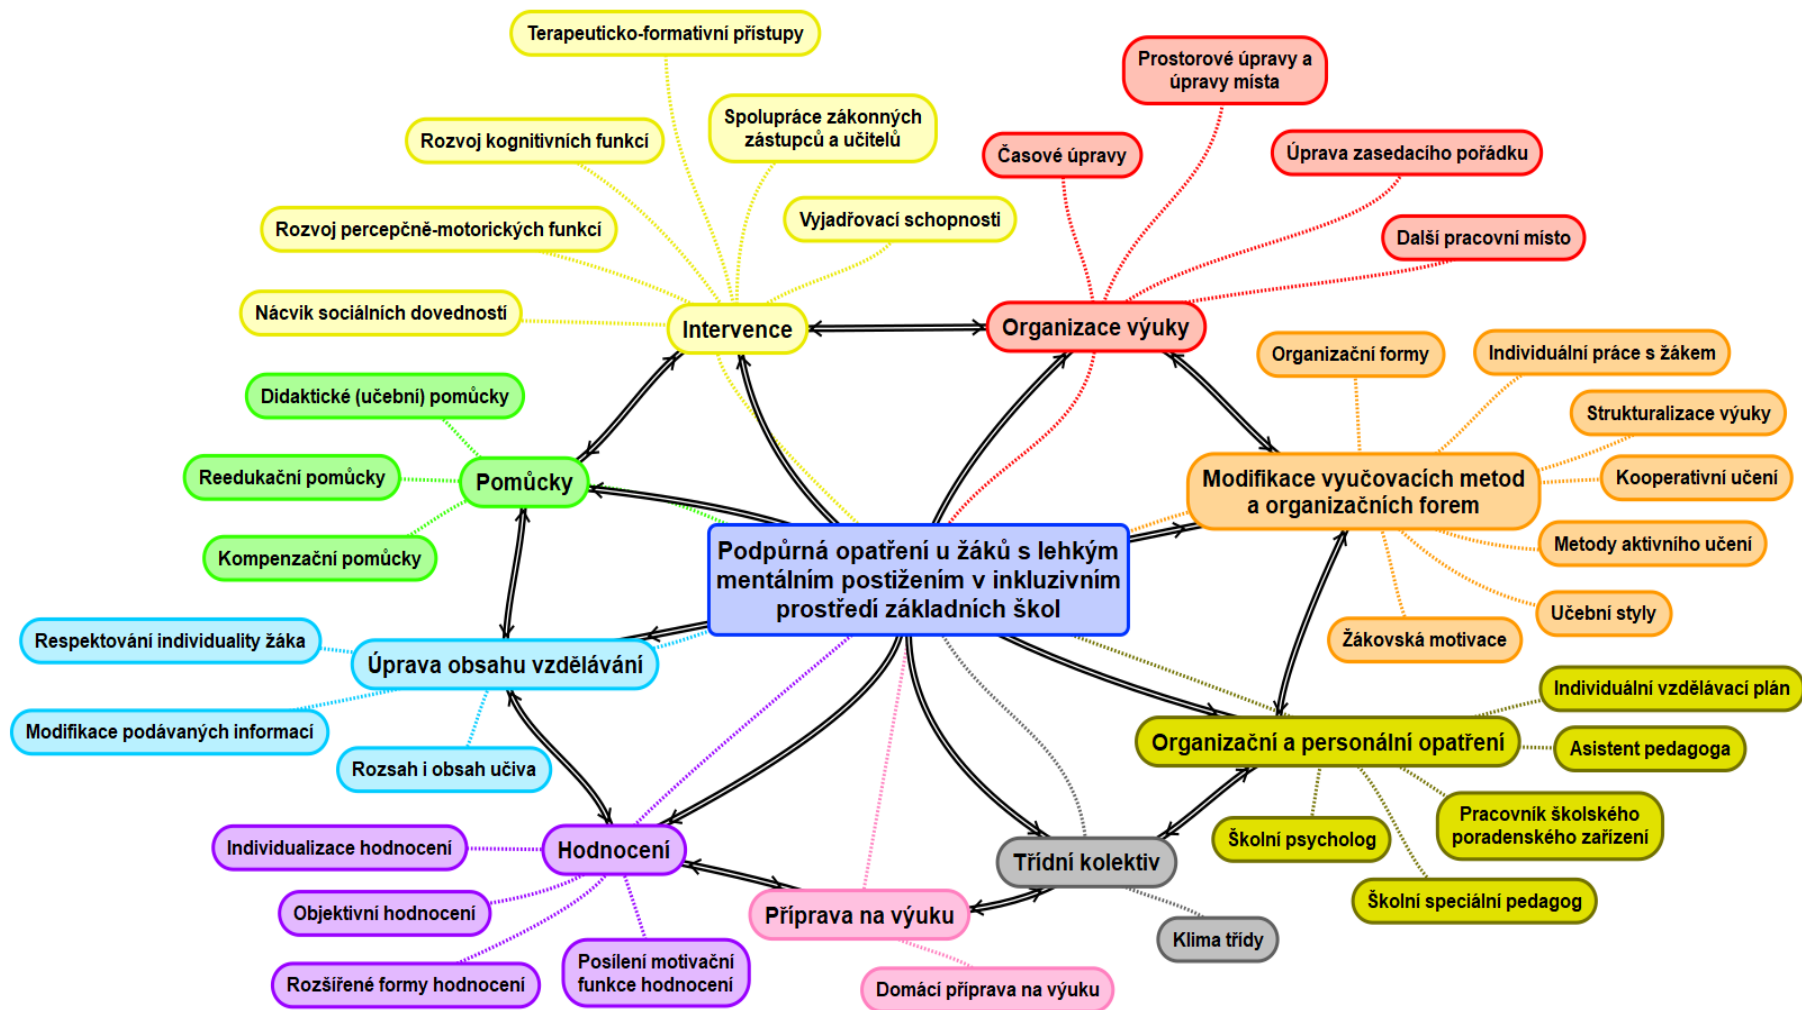 Terapeuticko-formativní přístupy
Prostorové úpravy a
úpravy místa
Spolupráce zákonných
zástupců a učitelů
Rozvoj kognitivních funkcí
Časové úpravy
Úprava zasedacího pořádku
Vyjadřovací schopnosti
Rozvoj percepčně-motorických funkcí
Další pracovní místo
Nácvik sociálních dovedností
Intervence
Organizace výuky
Organizační formy
Individuální práce s žákem
Didaktické (učební) pomůcky
Strukturalizace výuky
Reedukační pomůcky
Pomůcky
Modifikace vyučovacích metod
a organizačních forem
Kooperativní učení
Kompenzační pomůcky
Metody aktivního učení
Podpůrná opatření u žáků s lehkým
mentálním postižením v inkluzivním
prostředí základních škol
Učební styly
Žákovská motivace
Respektování individuality žáka
Úprava obsahu vzdělávání
Individuální vzdělávací plán
Modifikace podávaných informací
Organizační a personální opatření
Asistent pedagoga
Rozsah i obsah učiva
Pracovník školského
poradenského zařízení
Školní psycholog
Individualizace hodnocení
Hodnocení
Třídní kolektiv
Školní speciální pedagog
Objektivní hodnocení
Příprava na výuku
Klima třídy
Rozšířené formy hodnocení
Posílení motivační
funkce hodnocení
Domácí příprava na výuku